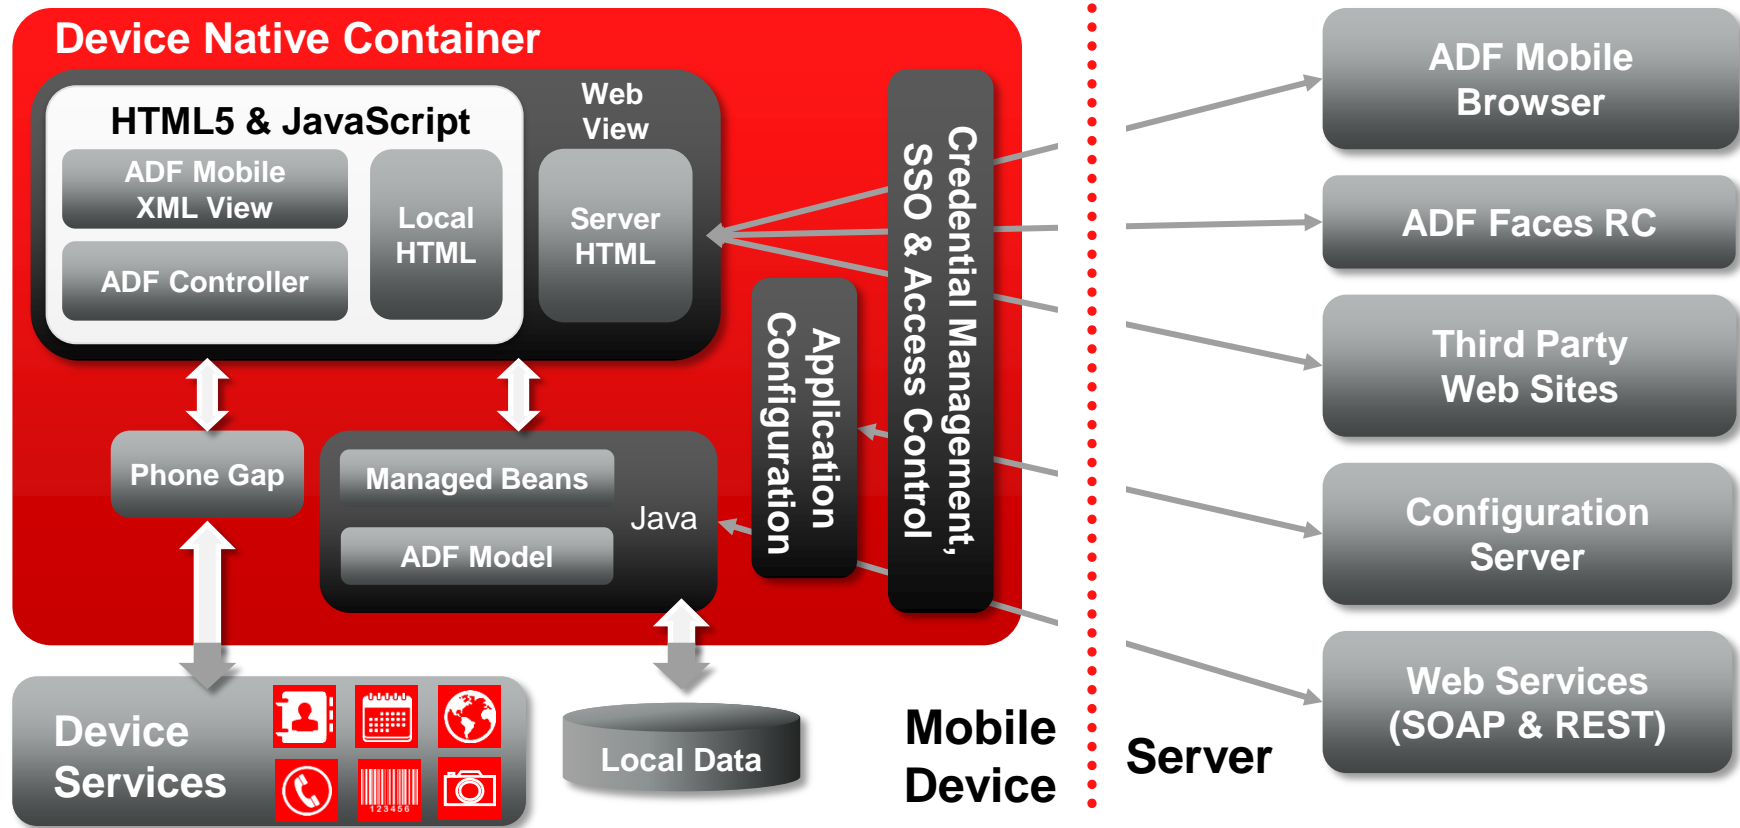 Device Native Container
Web
View
HTML5 & JavaScript
ADF Mobile
XML View
ADF Controller
Local
HTML
Server
HTML
Phone Gap
Managed Beans
ADF Model
Java
Application
Configuration
Credential Management,
SSO & Access Control
Device
Services
123456
Local Data
Mobile
Device
Server
ADF Mobile
Browser
ADF Faces RC
Third Party
Web Sites
Configuration
Server
Web Services
(SOAP & REST)